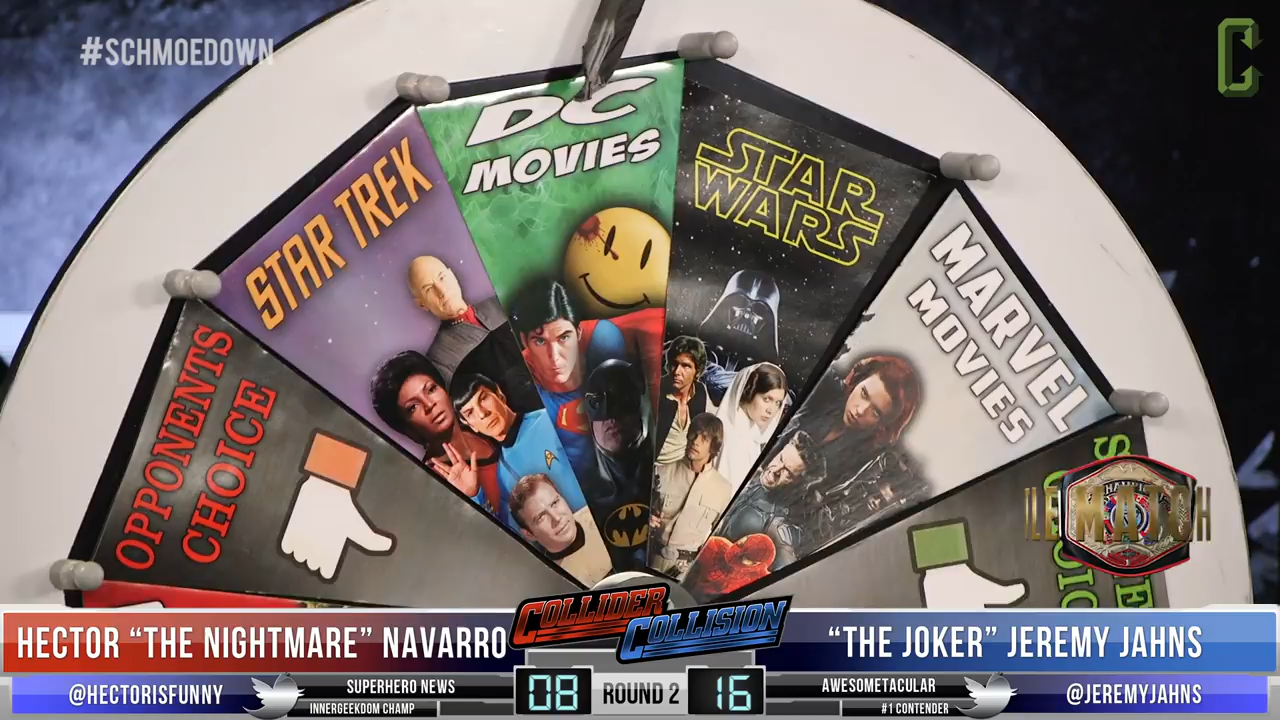 #SCHMOEDOWN
C
DC
MOVIES
STAR TREK
STAR
WARS
MARVEL
MOVIES
OPPONENTS
CHOICE
MATCH
COLLIDER
COLLISION
HECTOR “THE NIGHTMARE” NAVARRO
“THE JOKER” JEREMY JAHNS
@HECTORISFUNNY
SUPERHERO NEWS
INNERGEEKDOM CHAMP
08
ROUND 2
16
AWESOMETACULAR
#1 CONTENDER
@JEREMYJAHNS